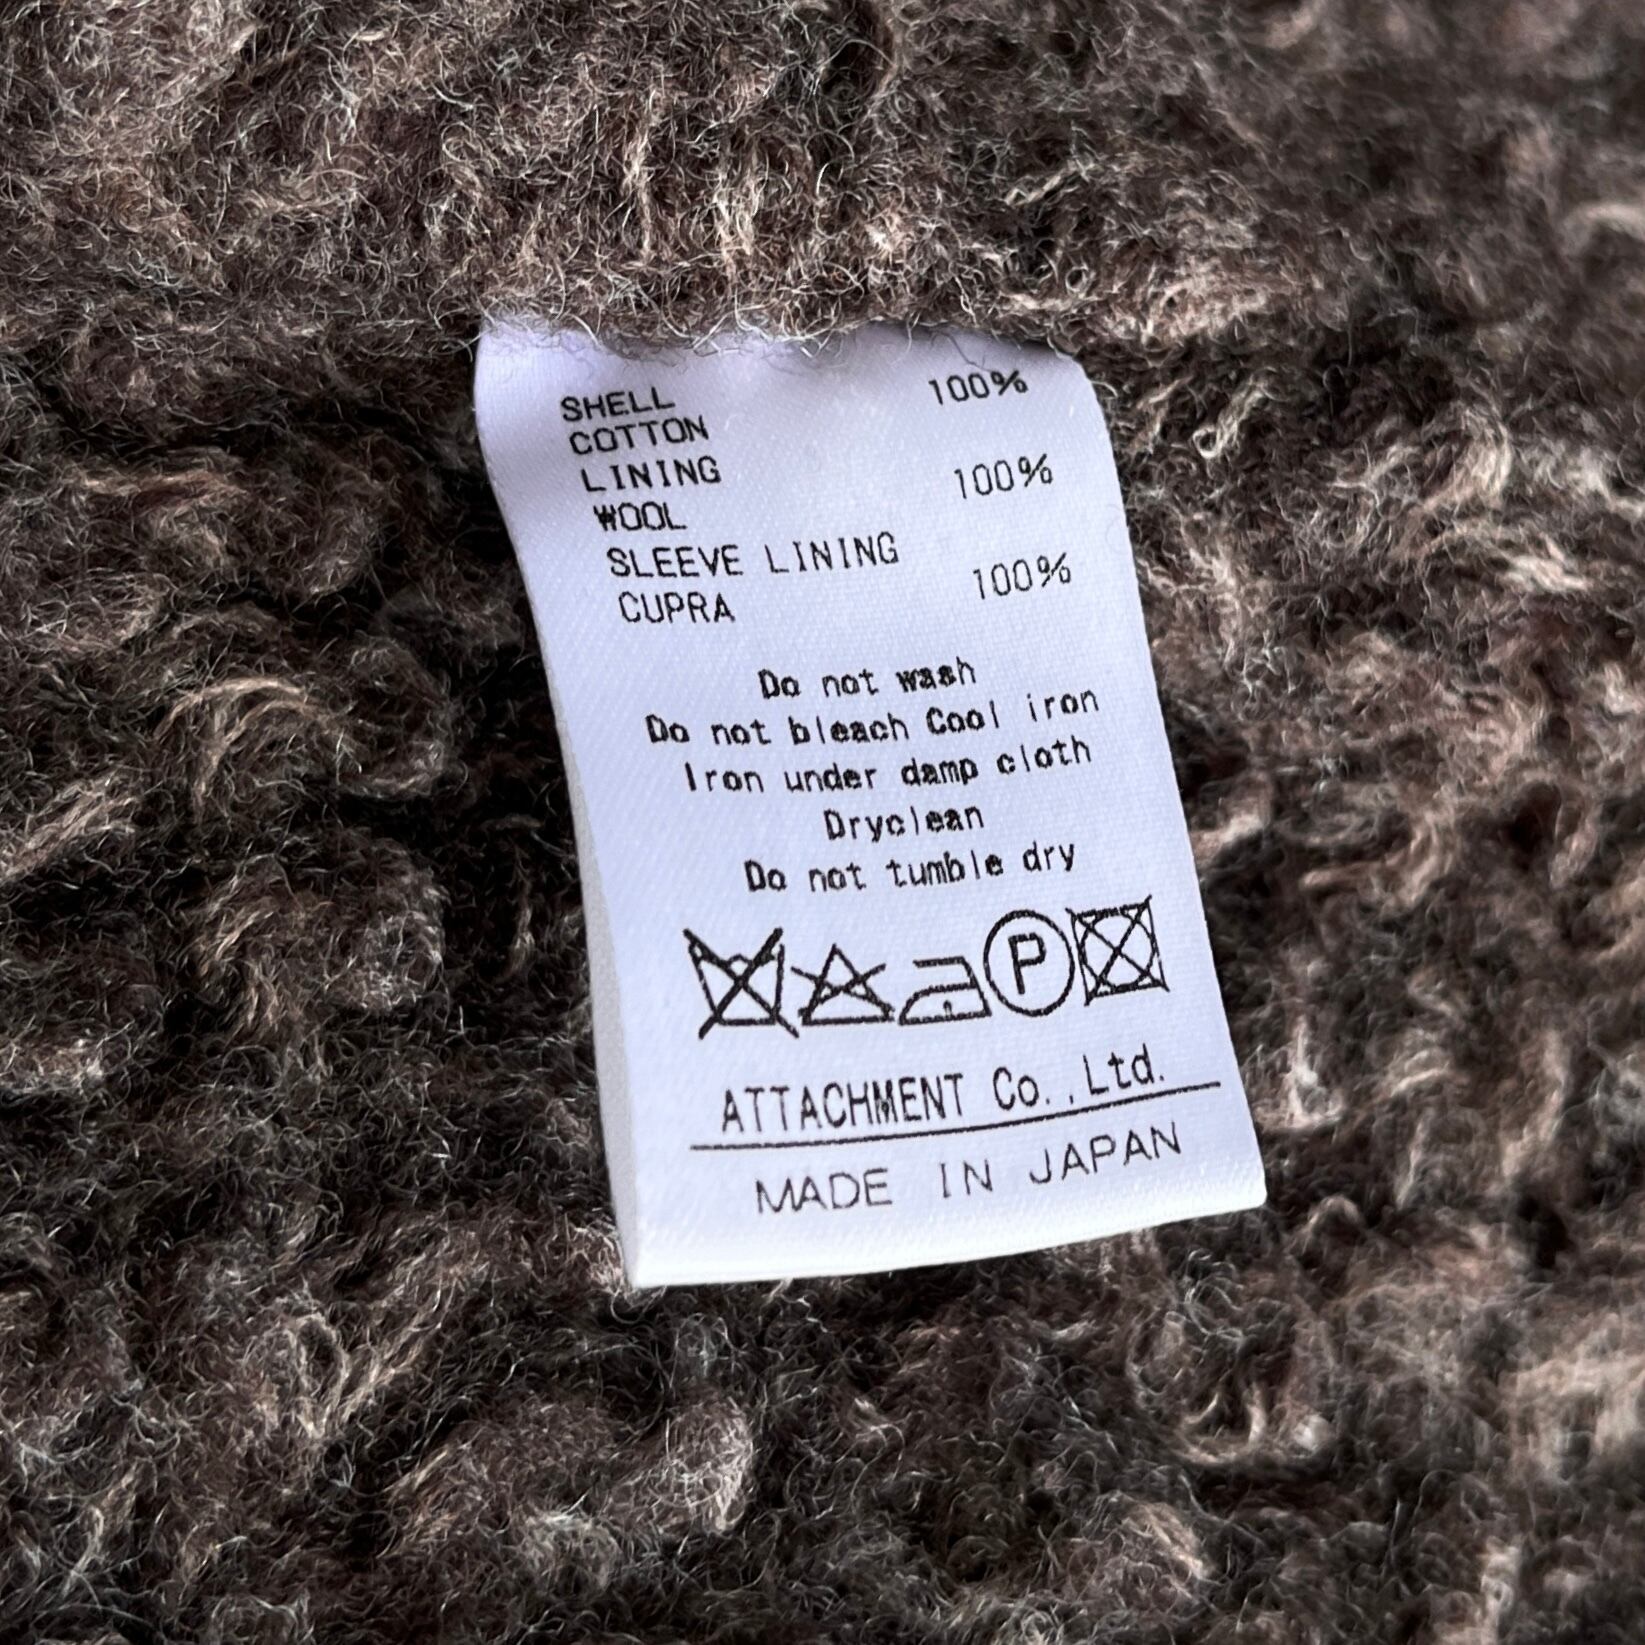 SHELL
COTTON 100%
LINING
WOOL 100%
SLEEVE LINING
CUPRA 100%
Do not wash
Do not bleach Cool iron
Iron under damp cloth
Dryclean
Do not tumble dry
P
ATTACHMENT Co.,Ltd.
MADE IN JAPAN